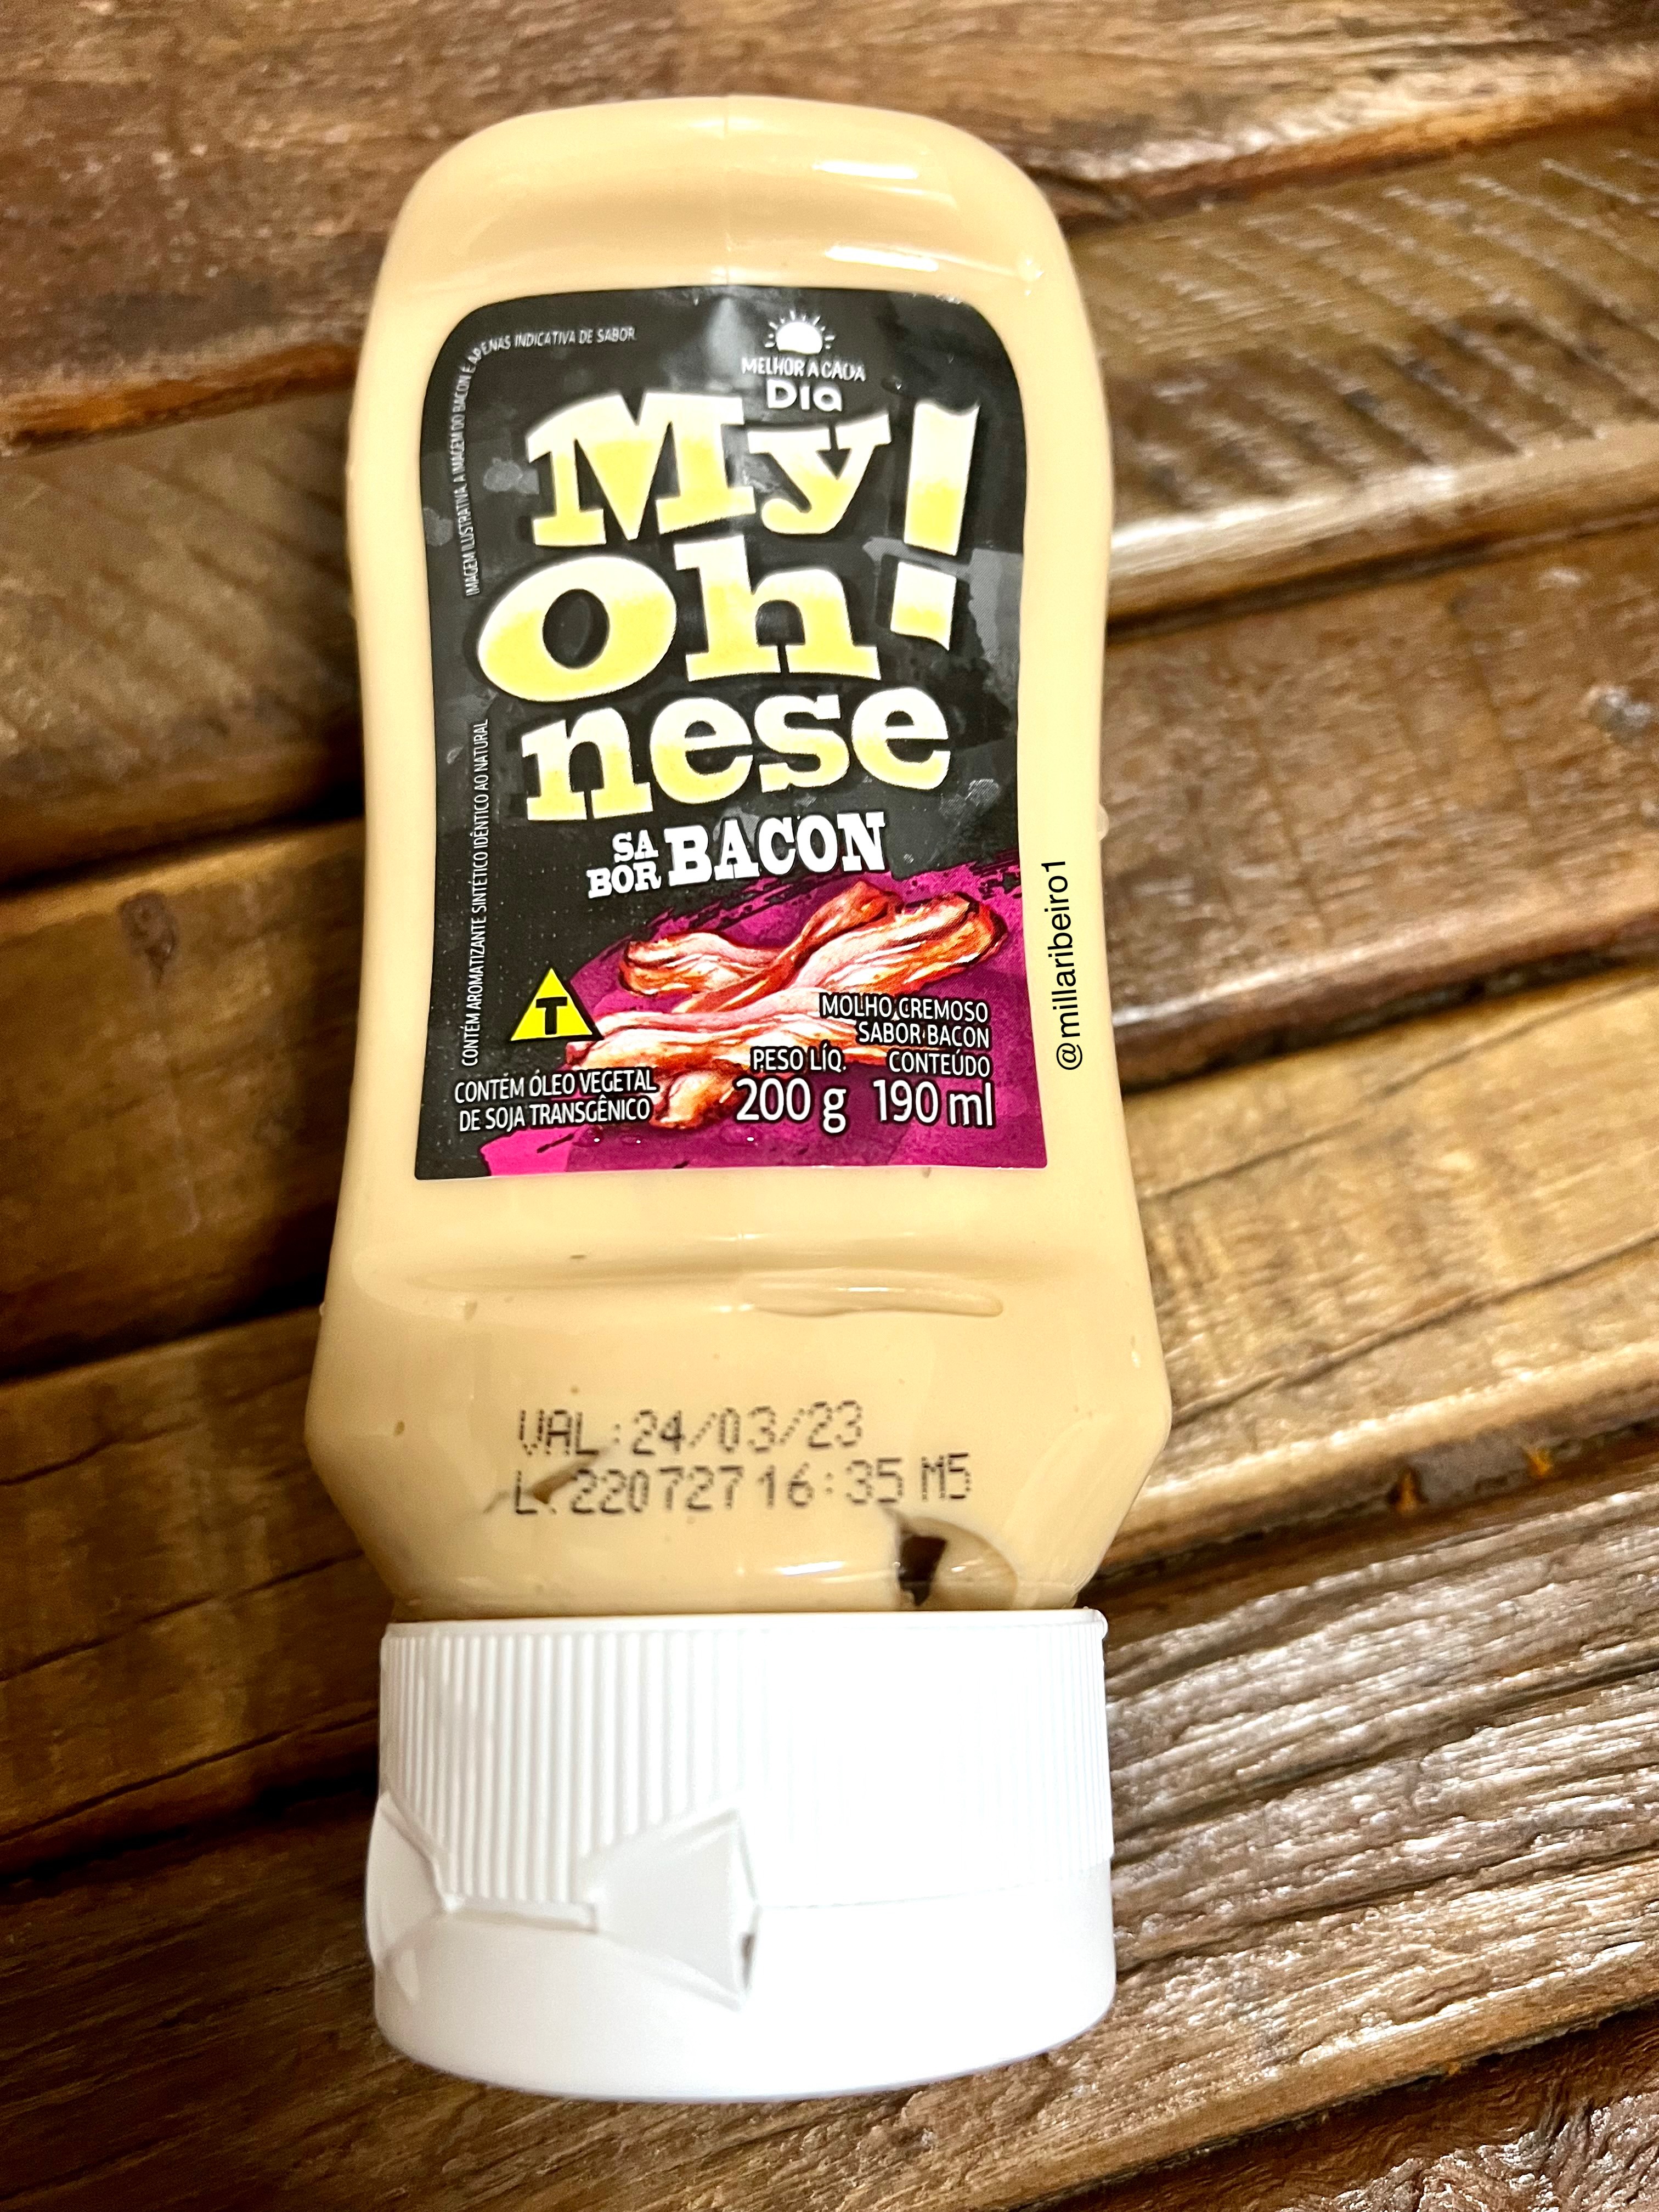 IMAGEM ILUSTRATIVA. A IMAGEM DO BACON É APENAS INDICATIVA DE SABOR
MELHOR A CADA
Dia
My!
Oh
nese
SA
BOR BACON
CONTÉM AROMATIZANTE SINTÉTICO IDÊNTICO AO NATURAL
T
CONTÉM ÓLEO VEGETAL
DE SOJA TRANSGÊNICO
MOLHO CREMOSO
SABOR BACON
PESO LÍQ. CONTEÚDO
200 g 190 ml
@millaribeiro1
VAL:24/03/23
L.220727 16:35 M5